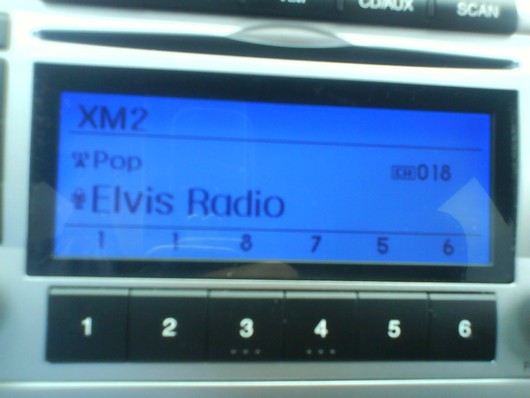 CD/AUX SCAN
XM2
Pop CH 018
Elvis Radio
1 1 8 7 5 6
1 2 3 4 5 6